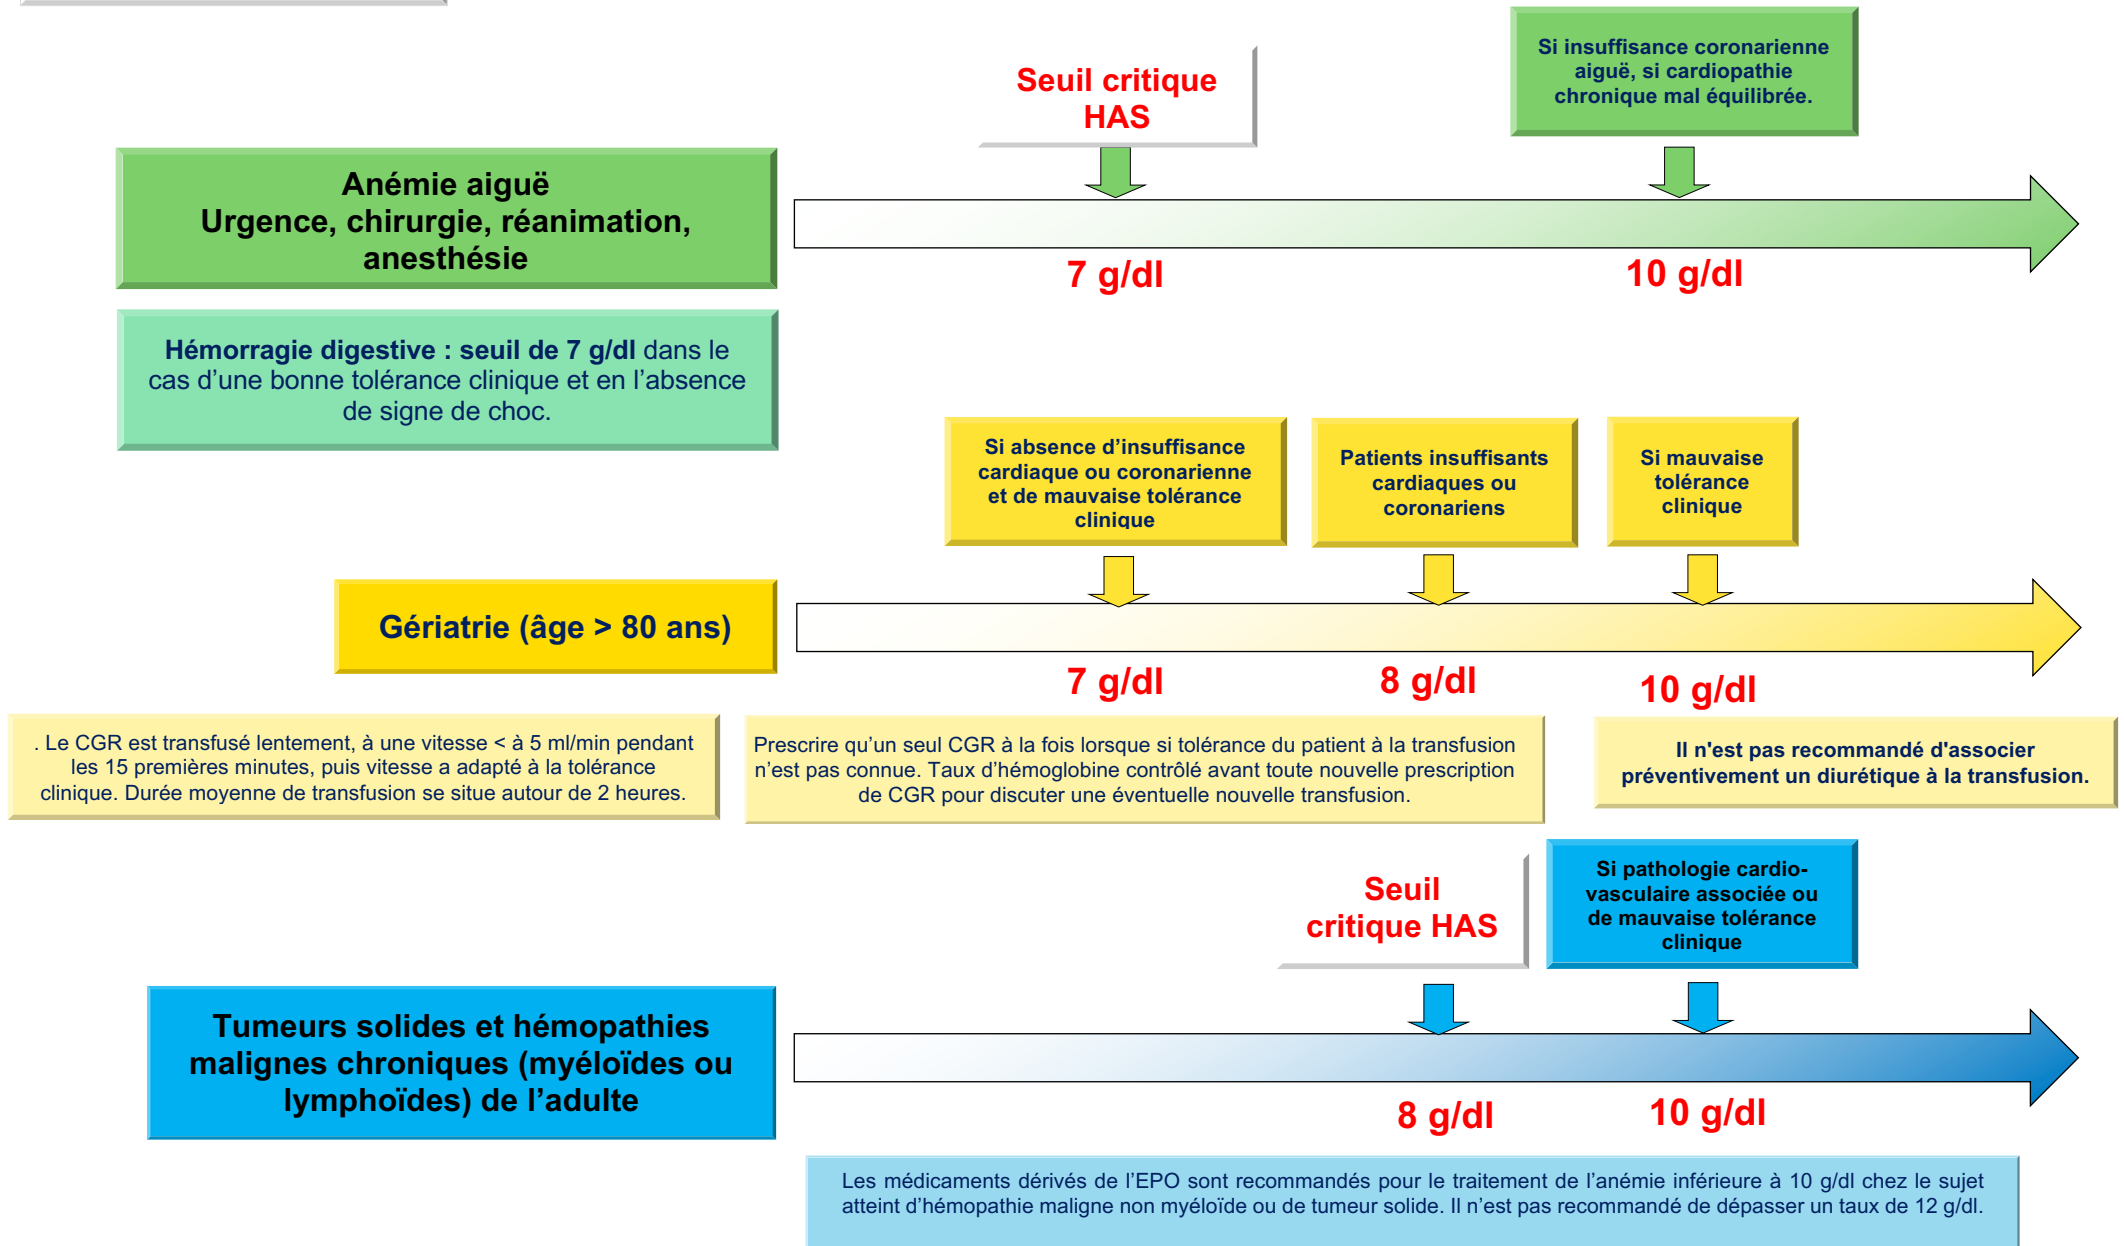 Seuil critique
HAS
Si insuffisance coronarienne
aiguë, si cardiopathie
chronique mal équilibrée.
Anémie aiguë
Urgence, chirurgie, réanimation,
anesthésie
7 g/dl
10 g/dl
Hémorragie digestive : seuil de 7 g/dl dans le
cas d’une bonne tolérance clinique et en l’absence
de signe de choc.
Si absence d’insuffisance
cardiaque ou coronarienne
et de mauvaise tolérance
clinique
Patients insuffisants
cardiaques ou
coronariens
Si mauvaise
tolérance
clinique
Gériatrie (âge > 80 ans)
7 g/dl
8 g/dl
10 g/dl
. Le CGR est transfusé lentement, à une vitesse < à 5 ml/min pendant
les 15 premières minutes, puis vitesse a adapté à la tolérance
clinique. Durée moyenne de transfusion se situe autour de 2 heures.
Prescrire qu’un seul CGR à la fois lorsque si tolérance du patient à la transfusion
n’est pas connue. Taux d’hémoglobine contrôlé avant toute nouvelle prescription
de CGR pour discuter une éventuelle nouvelle transfusion.
Il n'est pas recommandé d'associer
préventivement un diurétique à la transfusion.
Seuil
critique HAS
Si pathologie cardio-
vasculaire associée ou
de mauvaise tolérance
clinique
Tumeurs solides et hémopathies
malignes chroniques (myéloïdes ou
lymphoïdes) de l’adulte
8 g/dl
10 g/dl
Les médicaments dérivés de l’EPO sont recommandés pour le traitement de l’anémie inférieure à 10 g/dl chez le sujet
atteint d’hémopathie maligne non myéloïde ou de tumeur solide. Il n’est pas recommandé de dépasser un taux de 12 g/dl.